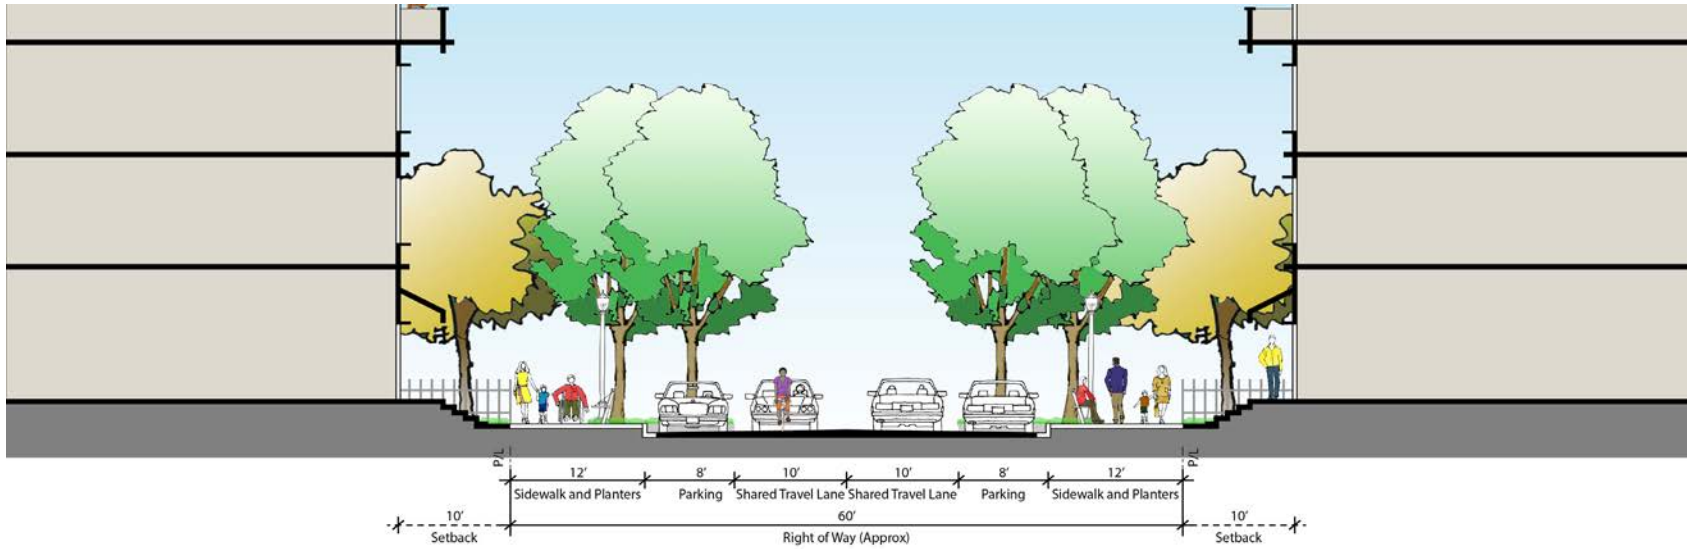 P/L
P/L
12' 8' 10' 10' 8' 12'
Sidewalk and Planters Parking Shared Travel Lane Shared Travel Lane Parking Sidewalk and Planters
10' 60' 10'
Setback Right of Way (Approx) Setback